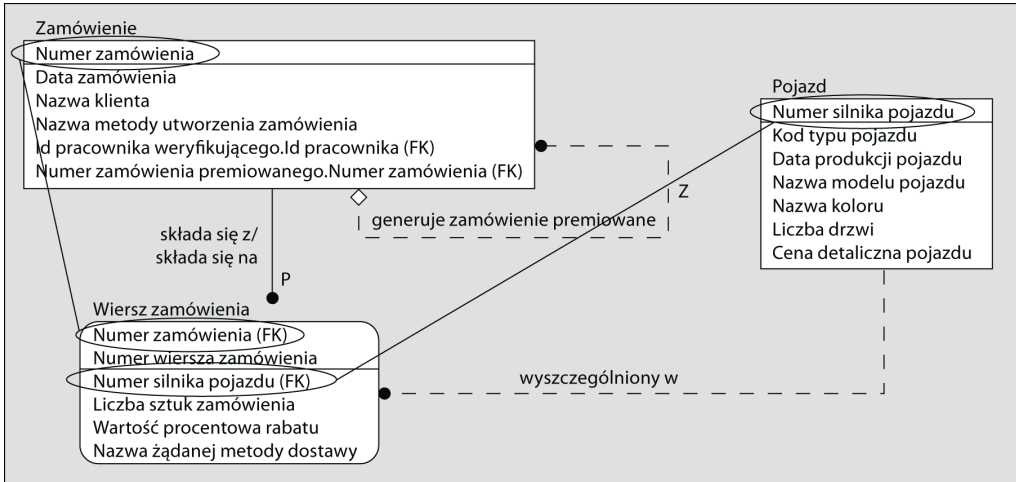 Zamówienie
Numer zamówienia
Data zamówienia
Nazwa klienta
Nazwa metody utworzenia zamówienia
Id pracownika weryfikującego.Id pracownika (FK)
Numer zamówienia premiowanego.Numer zamówienia (FK)
Pojazd
Numer silnika pojazdu
Kod typu pojazdu
Data produkcji pojazdu
Nazwa modelu pojazdu
Nazwa koloru
Liczba drzwi
Cena detaliczna pojazdu
Z
generuje zamówienie premiowane
składa się z/
składa się na
P
Wiersz zamówienia
Numer zamówienia (FK)
Numer wiersza zamówienia
Numer silnika pojazdu (FK)
Liczba sztuk zamówienia
Wartość procentowa rabatu
Nazwa żądanej metody dostawy
wyszczególniony w